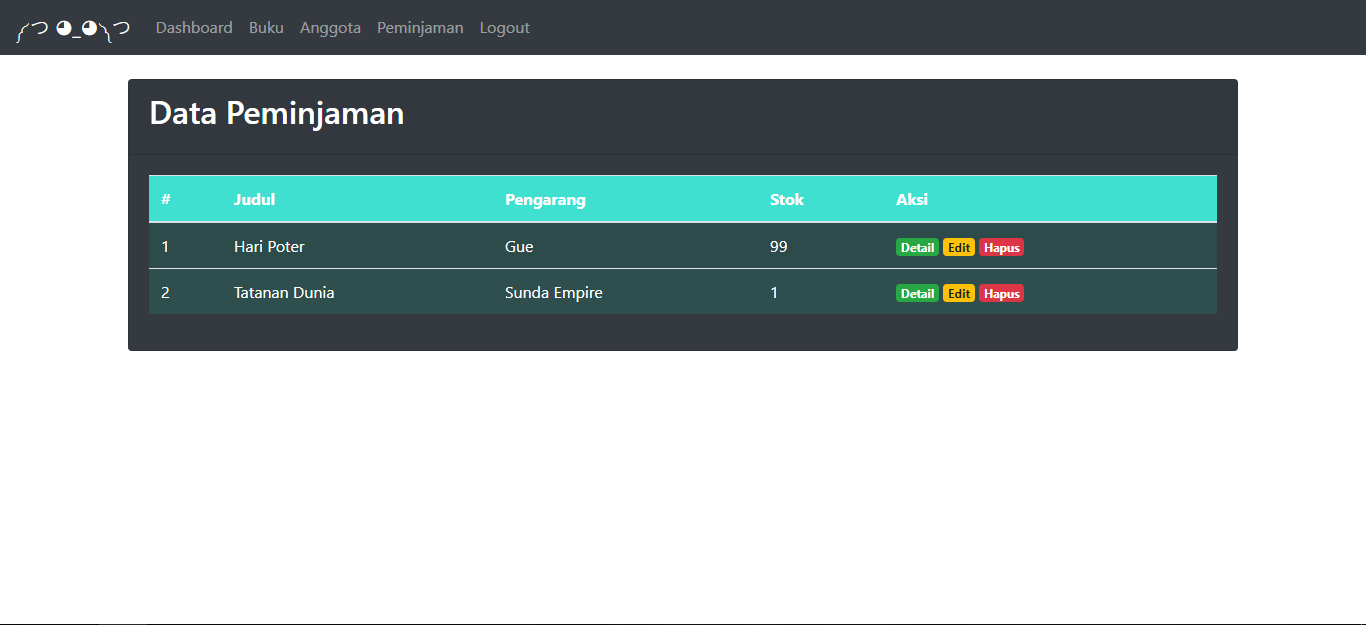 ༼つ ◕_◕༽つ Dashboard Buku Anggota Peminjaman Logout
Data Peminjaman
# Judul Pengarang Stok Aksi
1 Hari Poter Gue 99 Detail Edit Hapus
2 Tatanan Dunia Sunda Empire 1 Detail Edit Hapus